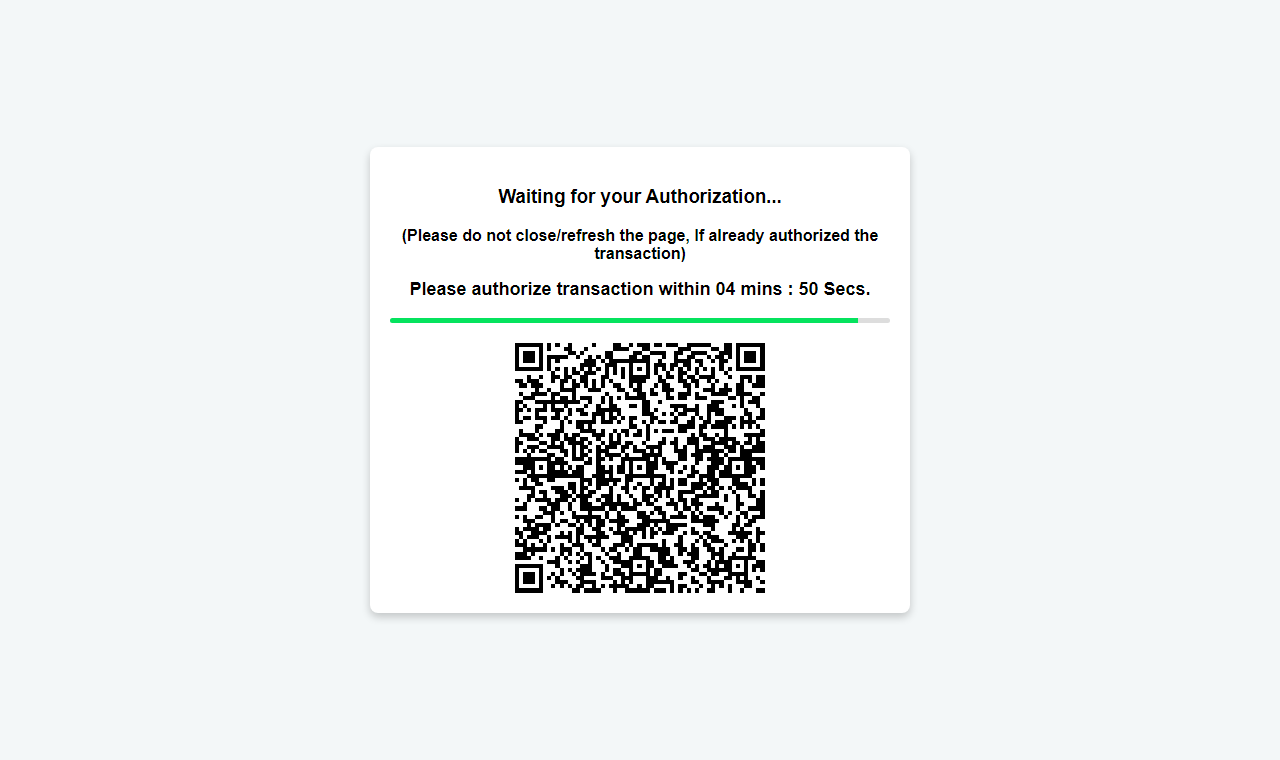 Waiting for your Authorization...
(Please do not close/refresh the page, If already authorized the
transaction)
Please authorize transaction within 04 mins : 50 Secs.